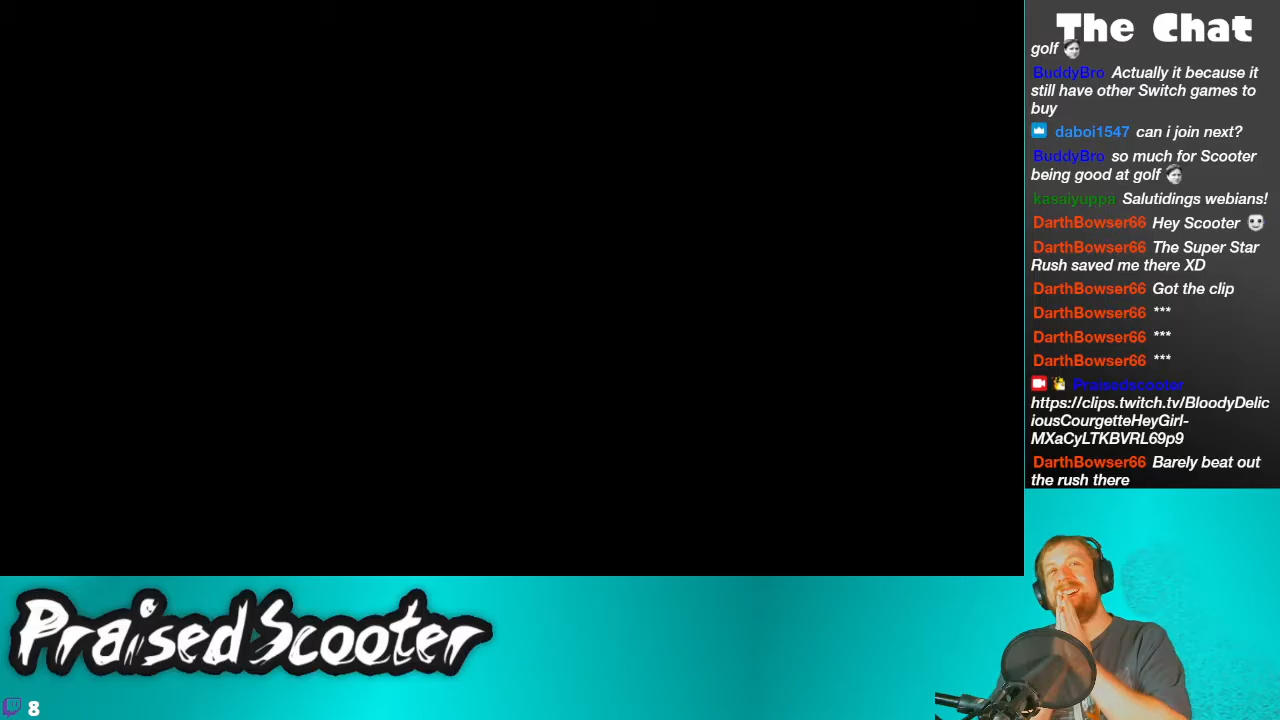 The Chat
golf
BuddyBro Actually it because it
still have other Switch games to
buy
daboi1547 can i join next?
BuddyBro so much for Scooter
being good at golf
kasaiyuppa Salutidings webians!
DarthBowser66 Hey Scooter
DarthBowser66 The Super Star
Rush saved me there XD
DarthBowser66 Got the clip
DarthBowser66 ***
DarthBowser66 ***
DarthBowser66 ***
Praisedscooter
https://clips.twitch.tv/BloodyDelic
iousCourgetteHeyGirl-
MXaCyLTKBVRL69p9
DarthBowser66 Barely beat out
the rush there
PraisedScooter
8